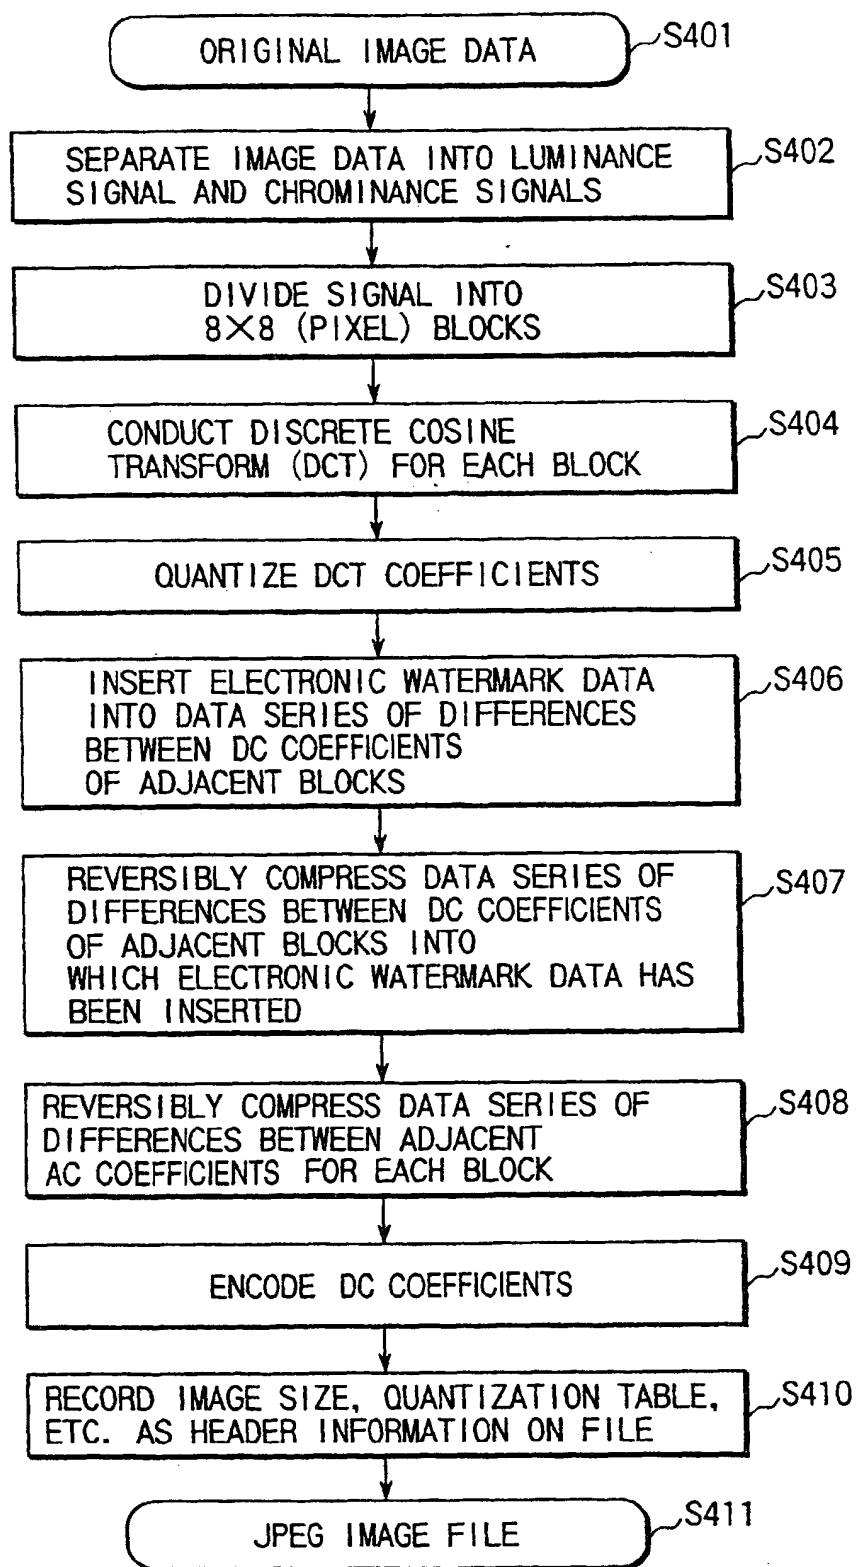 ORIGINAL IMAGE DATA
S401
SEPARATE IMAGE DATA INTO LUMINANCE
SIGNAL AND CHROMINANCE SIGNALS
S402
DIVIDE SIGNAL INTO
8×8 (PIXEL) BLOCKS
S403
CONDUCT DISCRETE COSINE
TRANSFORM (DCT) FOR EACH BLOCK
S404
QUANTIZE DCT COEFFICIENTS
S405
INSERT ELECTRONIC WATERMARK DATA
INTO DATA SERIES OF DIFFERENCES
BETWEEN DC COEFFICIENTS
OF ADJACENT BLOCKS
S406
REVERSIBLY COMPRESS DATA SERIES OF
DIFFERENCES BETWEEN DC COEFFICIENTS
OF ADJACENT BLOCKS INTO
WHICH ELECTRONIC WATERMARK DATA HAS
BEEN INSERTED
S407
REVERSIBLY COMPRESS DATA SERIES OF
DIFFERENCES BETWEEN ADJACENT
AC COEFFICIENTS FOR EACH BLOCK
S408
ENCODE DC COEFFICIENTS
S409
RECORD IMAGE SIZE, QUANTIZATION TABLE,
ETC. AS HEADER INFORMATION ON FILE
S410
JPEG IMAGE FILE
S411